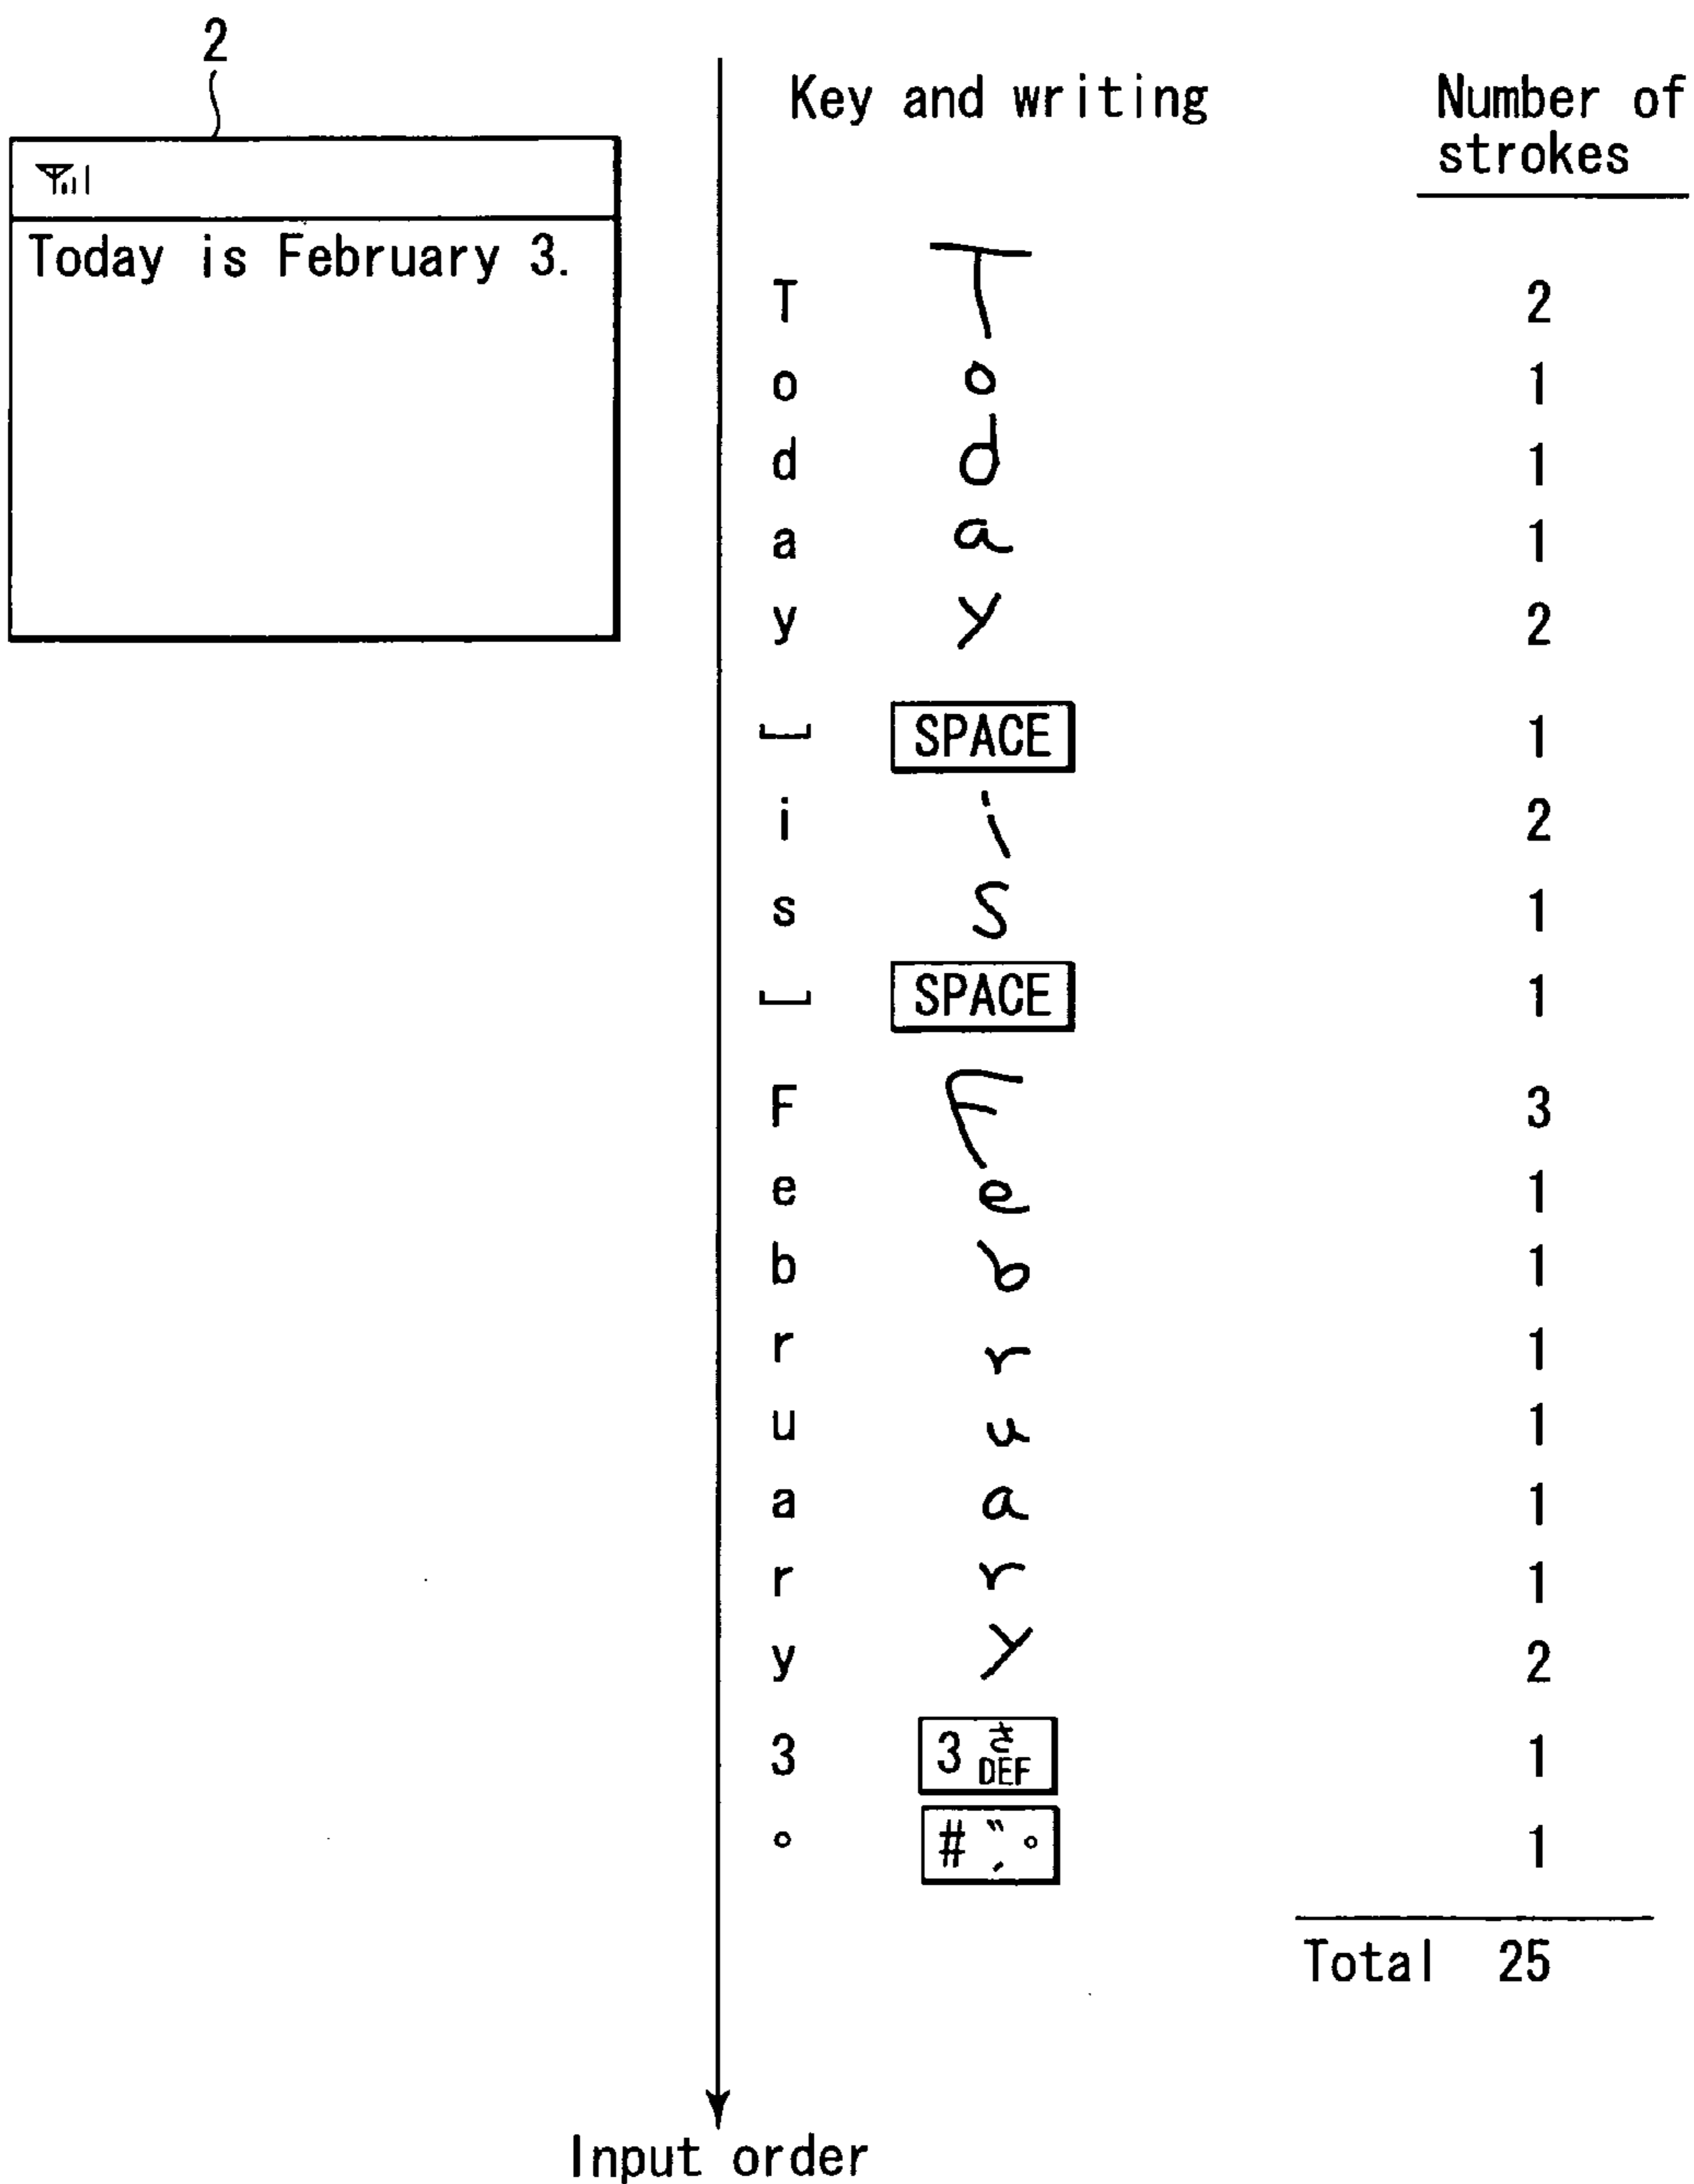 2
Today is February 3.
Key and writing
Number of
strokes
T T 2
o o 1
d d 1
a a 1
y y 2
␣ SPACE 1
i i 2
s s 1
␣ SPACE 1
F F 3
e e 1
b b 1
r r 1
u u 1
a a 1
r r 1
y y 2
3 3 さ DEF 1
。 # ゛、。 1
Total 25
Input order